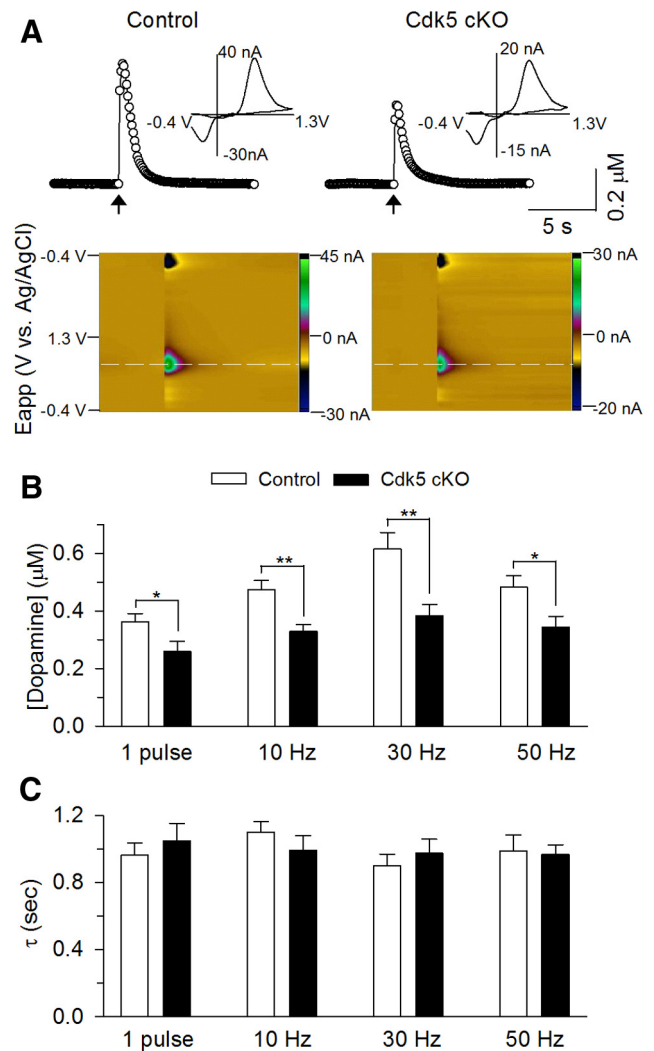 A
Control
Cdk5 cKO
40 nA
-0.4 V
1.3V
-30nA
20 nA
-0.4 V
1.3V
-15 nA
0.2 µM
5 s
Eapp (V vs. Ag/AgCl)
-0.4 V
1.3 V
-0.4 V
45 nA
0 nA
-30 nA
30 nA
0 nA
-20 nA
B
Control
Cdk5 cKO
[Dopamine] (µM)
0.6
0.4
0.2
0.0
*
**
**
*
1 pulse
10 Hz
30 Hz
50 Hz
C
τ (sec)
1.2
0.8
0.4
0.0
1 pulse
10 Hz
30 Hz
50 Hz